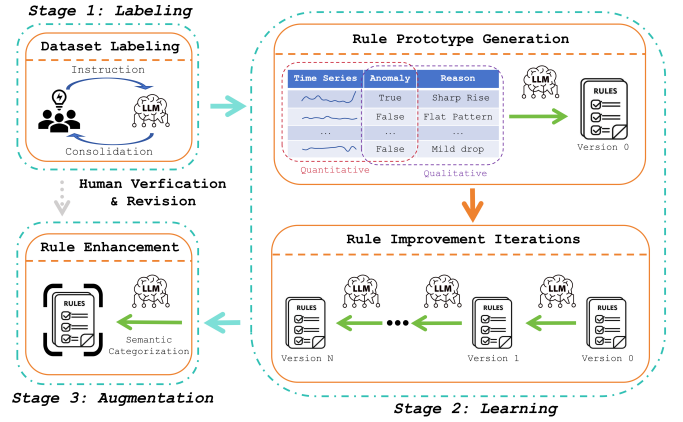 Stage 1: Labeling
Dataset Labeling
Instruction
LLM
Consolidation
Human Verfication
& Revision
Rule Prototype Generation
Time Series Anomaly Reason
True Sharp Rise
False Flat Pattern
... ...
False Mild drop
Quantitative
Qualitative
LLM
RULES
Version 0
Rule Improvement Iterations
LLM LLM LLM
RULES RULES RULES
Version N Version 1 Version 0
Stage 2: Learning
Rule Enhancement
RULES
LLM
Semantic
Categorization
Stage 3: Augmentation